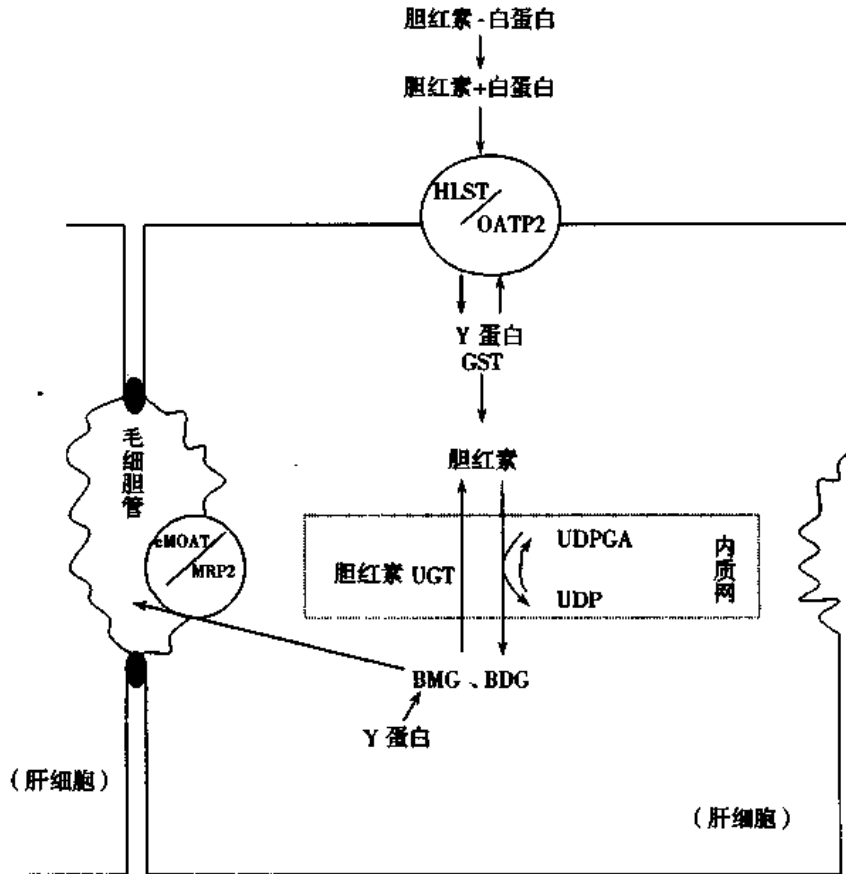 胆红素-白蛋白
胆红素+白蛋白
HLST
OATP2
Y 蛋白
GST
胆红素
毛细胆管
cMOAT
MRP2
胆红素 UGT
UDPGA
UDP
内质网
BMG、BDG
Y 蛋白
(肝细胞)
(肝细胞)